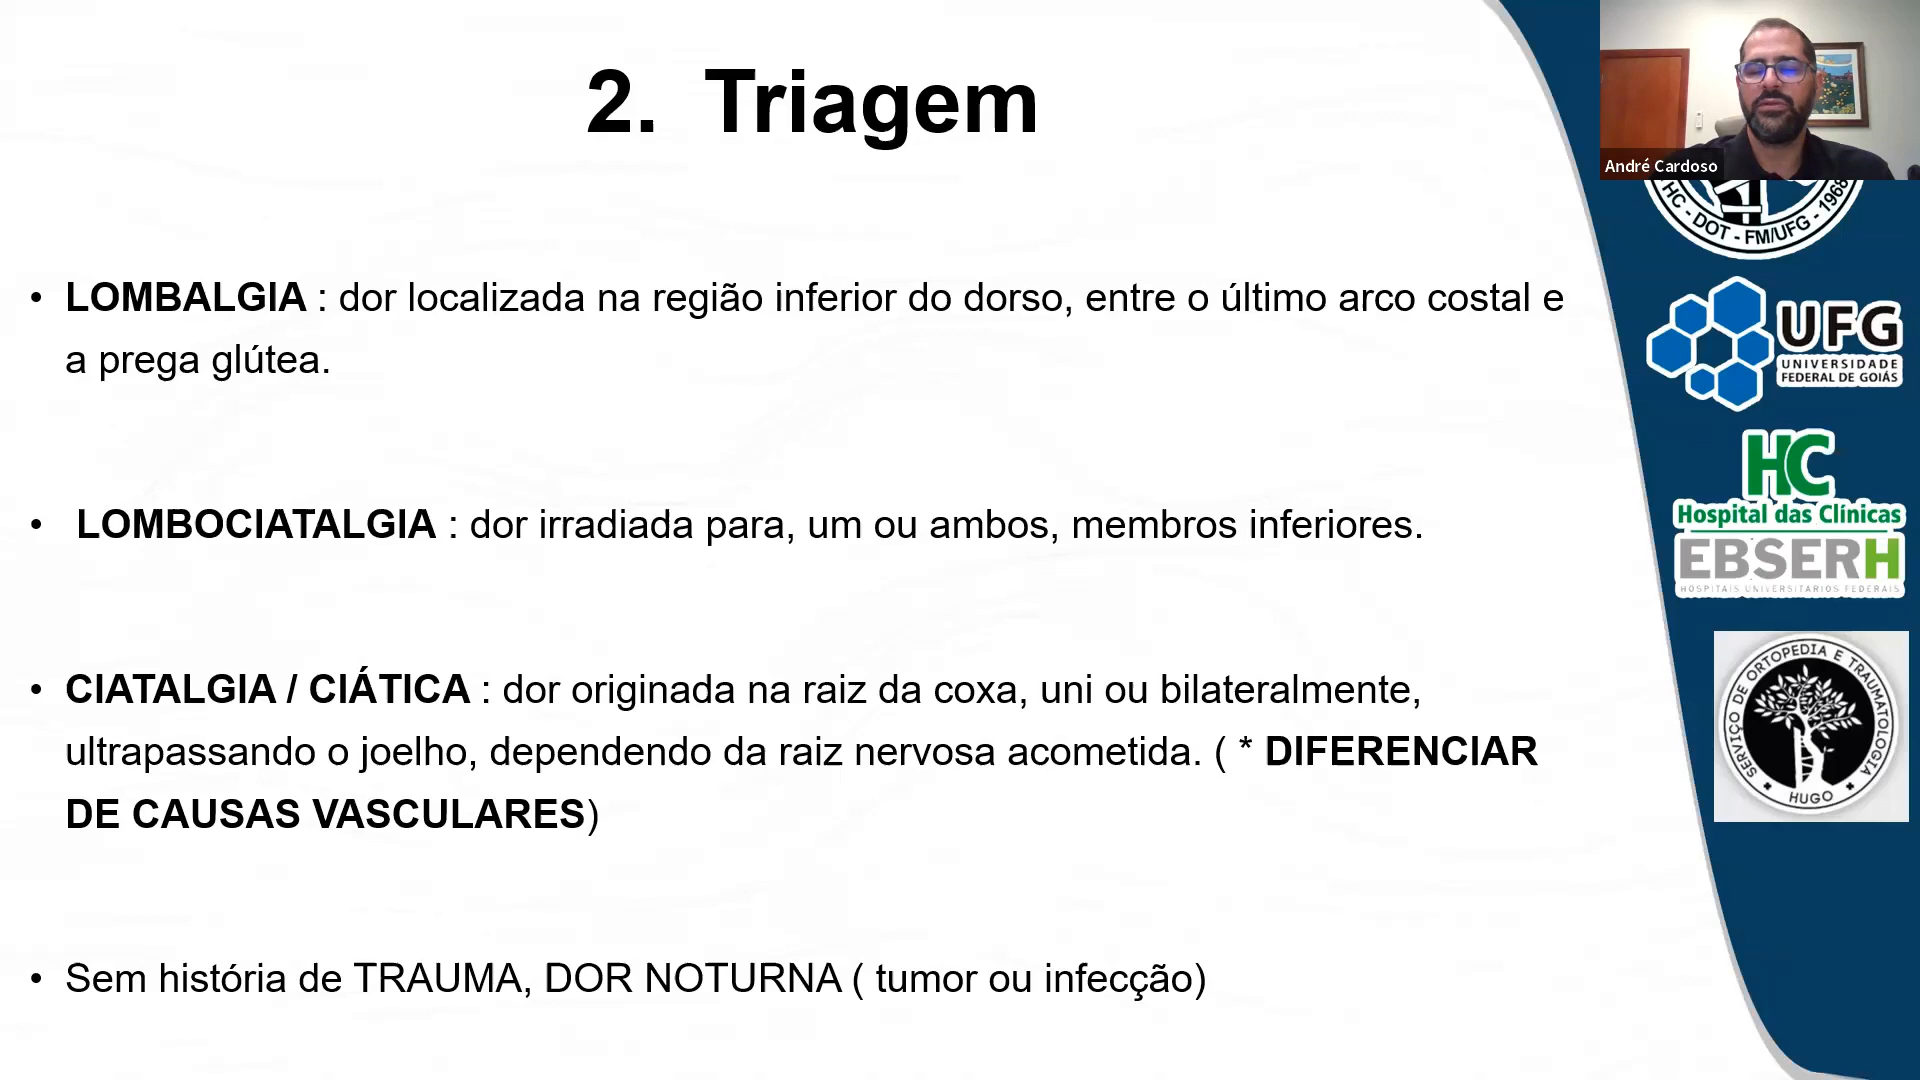 2. Triagem
• LOMBALGIA : dor localizada na região inferior do dorso, entre o último arco costal e
a prega glútea.
• LOMBOCIATALGIA : dor irradiada para, um ou ambos, membros inferiores.
• CIATALGIA / CIÁTICA : dor originada na raiz da coxa, uni ou bilateralmente,
ultrapassando o joelho, dependendo da raiz nervosa acometida. ( * DIFERENCIAR
DE CAUSAS VASCULARES)
• Sem história de TRAUMA, DOR NOTURNA ( tumor ou infecção)
André Cardoso
HC - DOT - FM/UFG - 1968
UFG
UNIVERSIDADE
FEDERAL DE GOIÁS
HC
Hospital das Clínicas
EBSERH
HOSPITAIS UNIVERSITÁRIOS FEDERAIS
SERVIÇO DE ORTOPEDIA E TRAUMATOLOGIA
HUGO